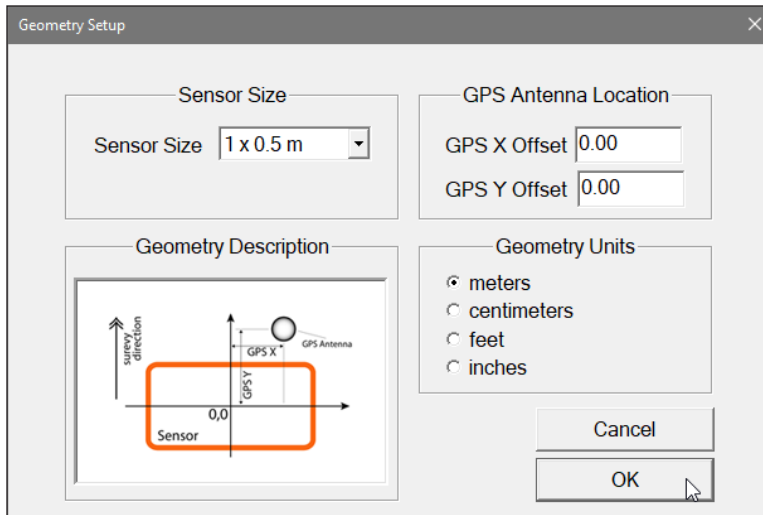 Geometry Setup
Sensor Size
Sensor Size 1 x 0.5 m
GPS Antenna Location
GPS X Offset 0.00
GPS Y Offset 0.00
Geometry Description
surevy direction
GPS X
GPS Antenna
GPS Y
0,0
Sensor
Geometry Units
meters
centimeters
feet
inches
Cancel
OK